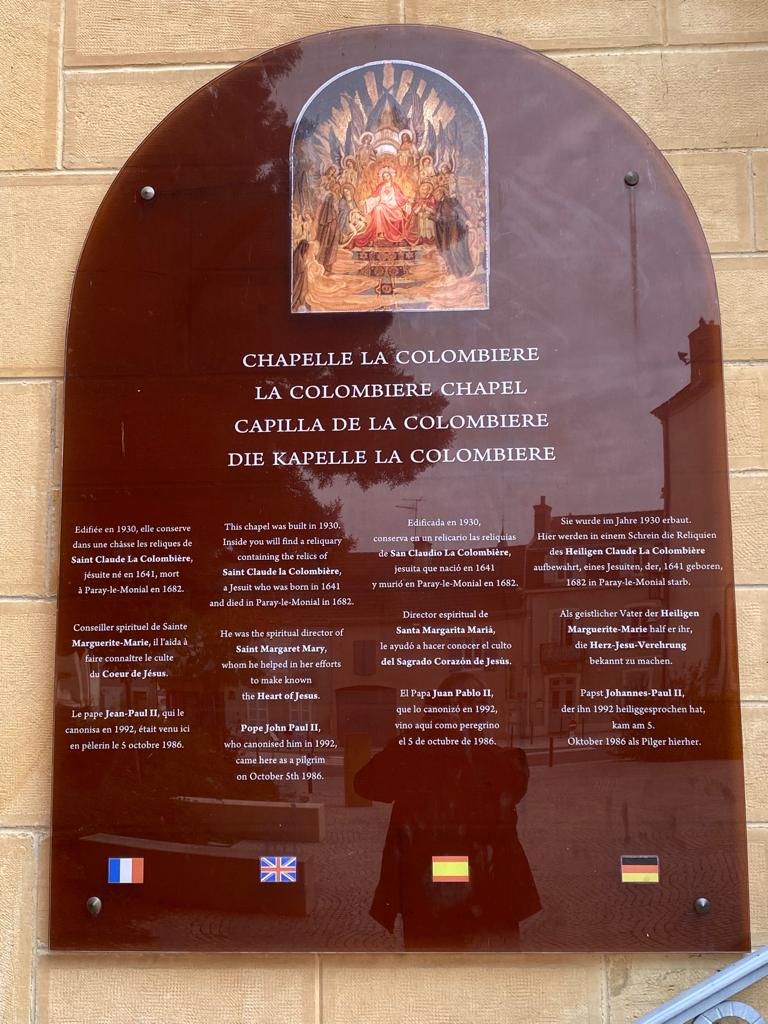 CHAPELLE LA COLOMBIERE
LA COLOMBIERE CHAPEL
CAPILLA DE LA COLOMBIERE
DIE KAPELLE LA COLOMBIERE
Edifiée en 1930, elle conserve
dans une châsse les reliques de
Saint Claude La Colombière,
jésuite né en 1641, mort
à Paray-le-Monial en 1682.
Conseiller spirituel de Sainte
Marguerite-Marie, il l'aida à
faire connaître le culte
du Coeur de Jésus.
Le pape Jean-Paul II, qui le
canonisa en 1992, était venu ici
en pèlerin le 5 octobre 1986.
This chapel was built in 1930.
Inside you will find a reliquary
containing the relics of
Saint Claude la Colombière,
a Jesuit who was born in 1641
and died in Paray-le-Monial in 1682.
He was the spiritual director of
Saint Margaret Mary,
whom he helped in her efforts
to make known
the Heart of Jesus.
Pope John Paul II,
who canonised him in 1992,
came here as a pilgrim
on October 5th 1986.
Edificada en 1930,
conserva en un relicario las reliquias
de San Claudio La Colombière,
jesuita que nació en 1641
y murió en Paray-le-Monial en 1682.
Director espiritual de
Santa Margarita Mariá,
le ayudó a hacer conocer el culto
del Sagrado Corazón de Jesùs.
El Papa Juan Pablo II,
que lo canonizó en 1992,
vino aquí como peregrino
el 5 de octubre de 1986.
Sie wurde im Jahre 1930 erbaut.
Hier werden in einem Schrein die Reliquien
des Heiligen Claude La Colombière
aufbewahrt, eines Jesuiten, der, 1641 geboren,
1682 in Paray-le-Monial starb.
Als geistlicher Vater der Heiligen
Marguerite-Marie half er ihr,
die Herz-Jesu-Verehrung
bekannt zu machen.
Papst Johannes-Paul II,
der ihn 1992 heiliggesprochen hat,
kam am 5.
Oktober 1986 als Pilger hierher.